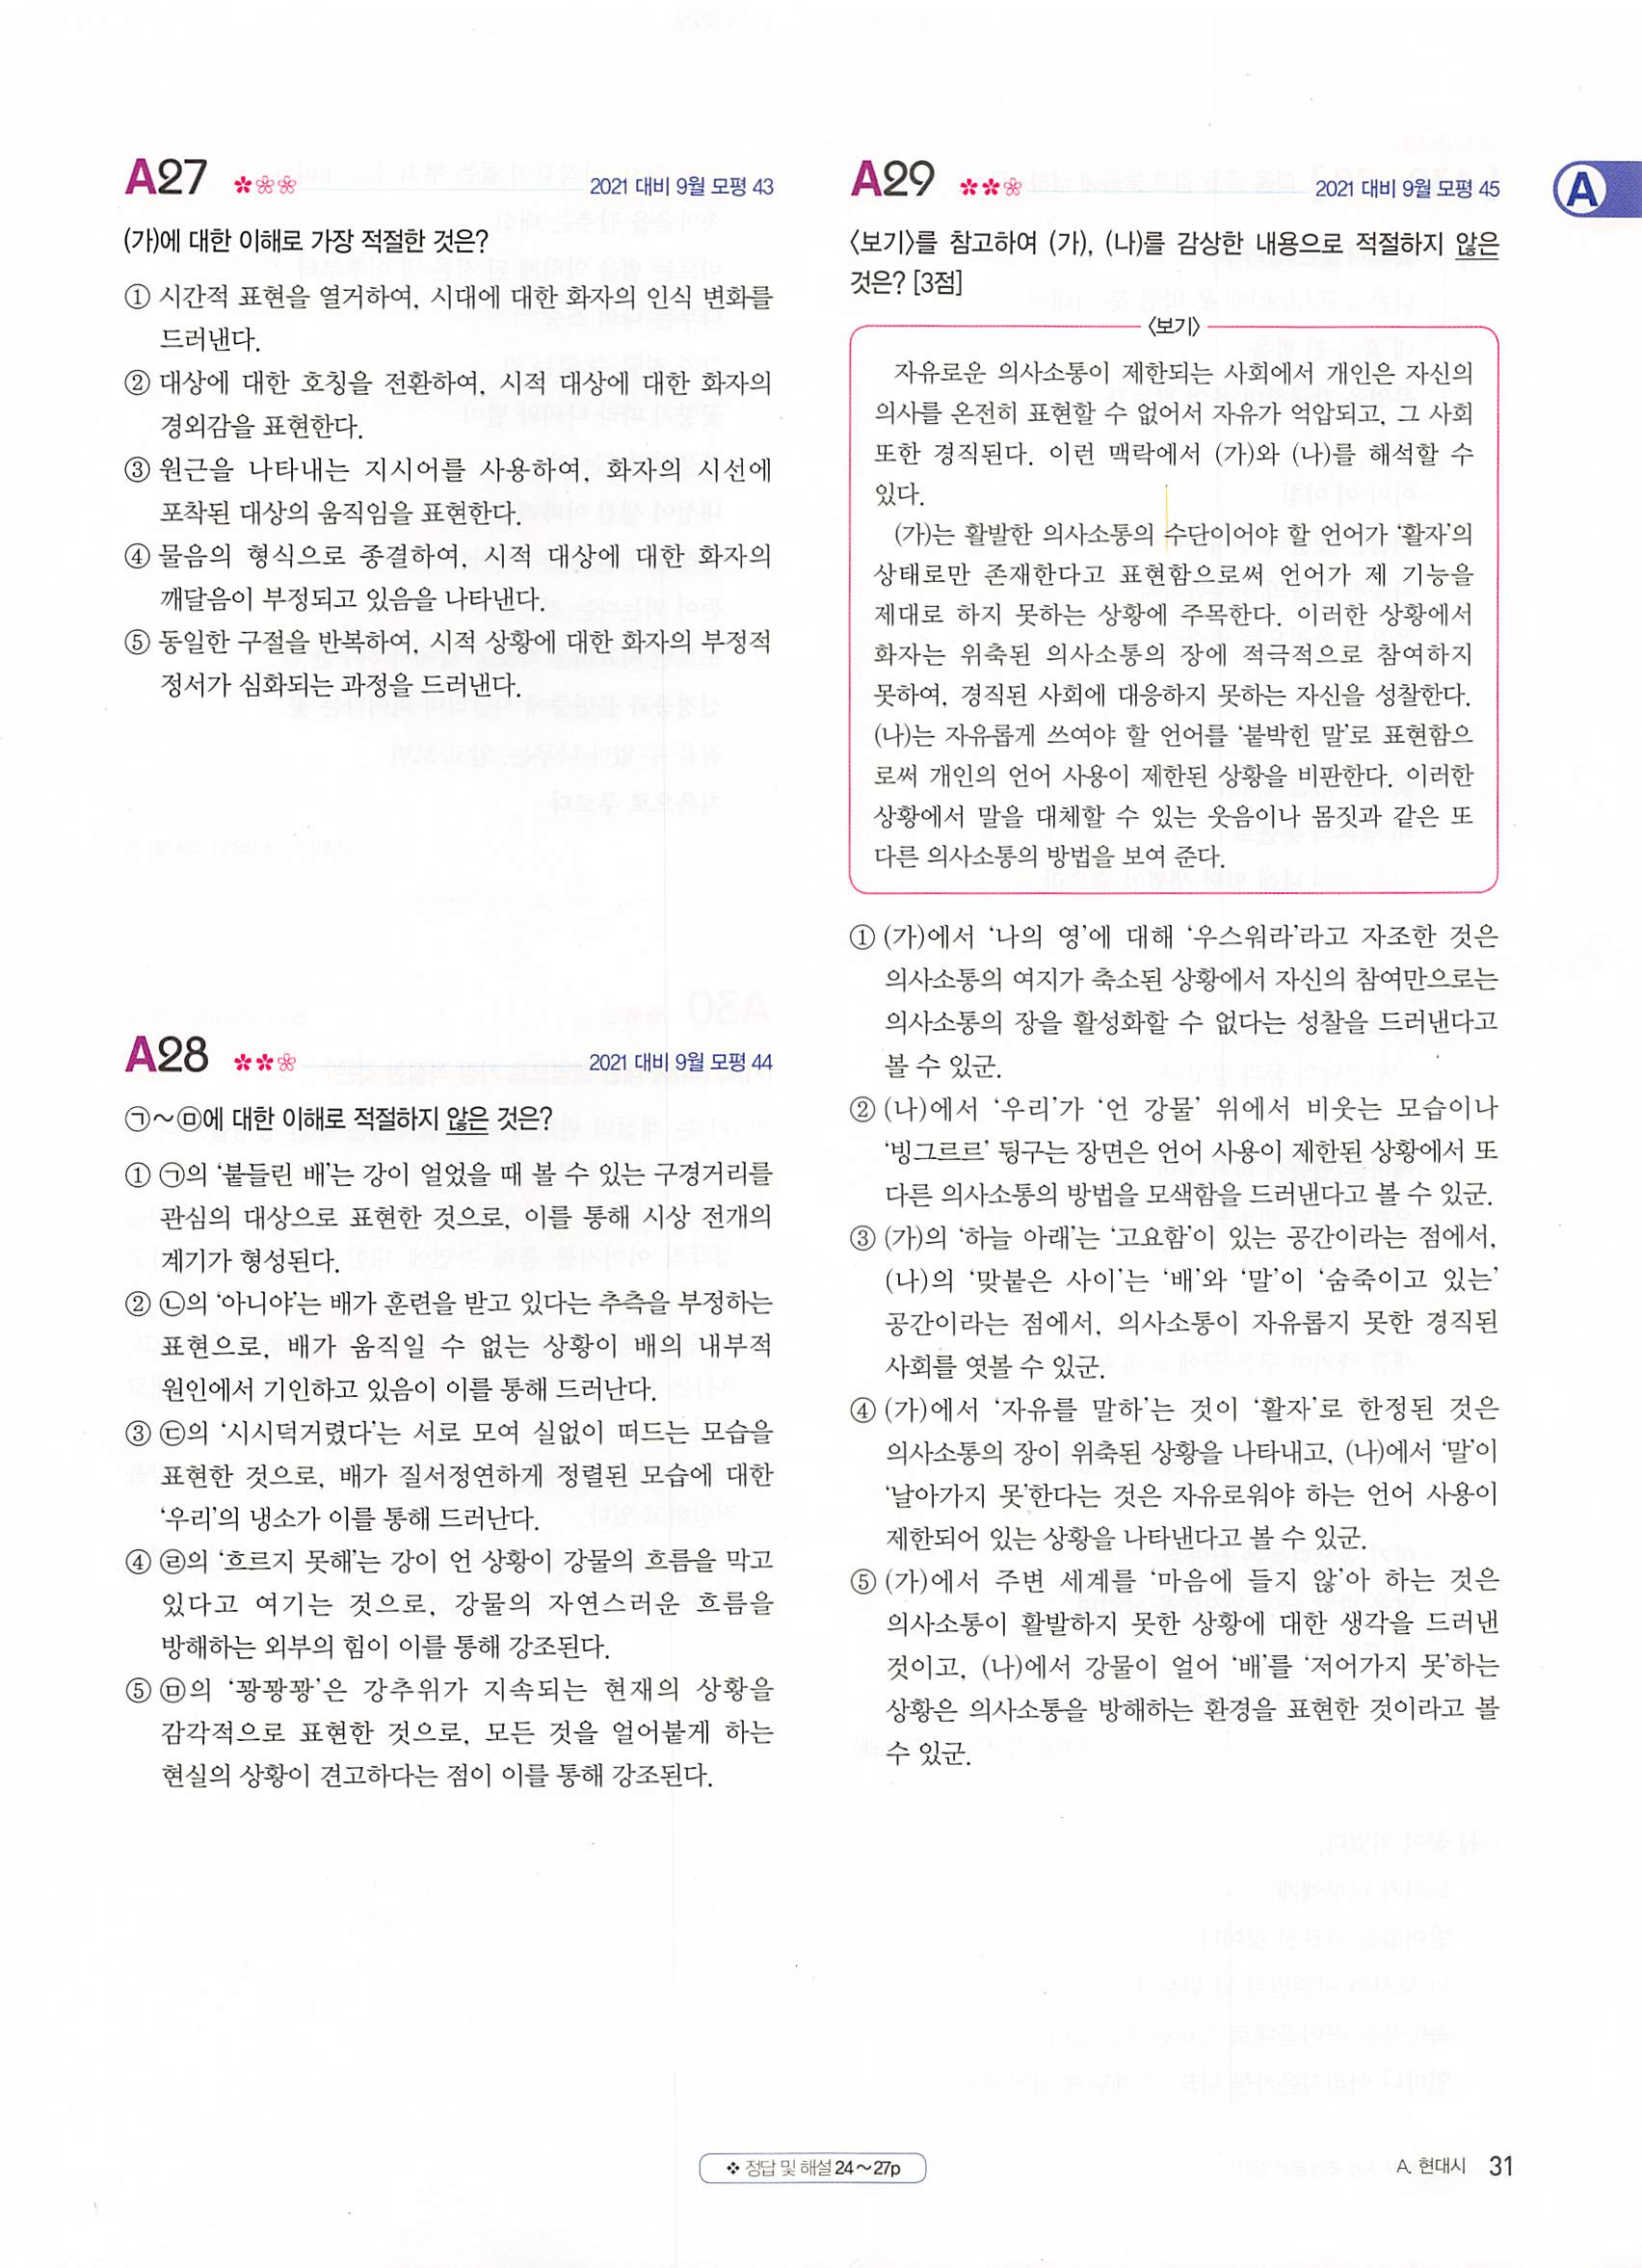 A27
2021 대비 9월 모평 43
(가)에 대한 이해로 가장 적절한 것은?
① 시간적 표현을 열거하여, 시대에 대한 화자의 인식 변화를
드러낸다.
② 대상에 대한 호칭을 전환하여, 시적 대상에 대한 화자의
경외감을 표현한다.
③ 원근을 나타내는 지시어를 사용하여, 화자의 시선에
포착된 대상의 움직임을 표현한다.
④ 물음의 형식으로 종결하여, 시적 대상에 대한 화자의
깨달음이 부정되고 있음을 나타낸다.
⑤ 동일한 구절을 반복하여, 시적 상황에 대한 화자의 부정적
정서가 심화되는 과정을 드러낸다.
A28
2021 대비 9월 모평 44
㉠~㉤에 대한 이해로 적절하지 않은 것은?
① ㉠의 ‘붙들린 배’는 강이 얼었을 때 볼 수 있는 구경거리를
관심의 대상으로 표현한 것으로, 이를 통해 시상 전개의
계기가 형성된다.
② ㉡의 ‘아니야’는 배가 훈련을 받고 있다는 추측을 부정하는
표현으로, 배가 움직일 수 없는 상황이 배의 내부적
원인에서 기인하고 있음이 이를 통해 드러난다.
③ ㉢의 ‘시시덕거렸다’는 서로 모여 실없이 떠드는 모습을
표현한 것으로, 배가 질서정연하게 정렬된 모습에 대한
‘우리’의 냉소가 이를 통해 드러난다.
④ ㉣의 ‘흐르지 못해’는 강이 언 상황이 강물의 흐름을 막고
있다고 여기는 것으로, 강물의 자연스러운 흐름을
방해하는 외부의 힘이 이를 통해 강조된다.
⑤ ㉤의 ‘꽝꽝꽝’은 강추위가 지속되는 현재의 상황을
감각적으로 표현한 것으로, 모든 것을 얼어붙게 하는
현실의 상황이 견고하다는 점이 이를 통해 강조된다.
A29
2021 대비 9월 모평 45
A
〈보기〉를 참고하여 (가), (나)를 감상한 내용으로 적절하지 않은
것은? [3점]
〈보기〉
자유로운 의사소통이 제한되는 사회에서 개인은 자신의
의사를 온전히 표현할 수 없어서 자유가 억압되고, 그 사회
또한 경직된다. 이런 맥락에서 (가)와 (나)를 해석할 수
있다.
(가)는 활발한 의사소통의 수단이어야 할 언어가 ‘활자’의
상태로만 존재한다고 표현함으로써 언어가 제 기능을
제대로 하지 못하는 상황에 주목한다. 이러한 상황에서
화자는 위축된 의사소통의 장에 적극적으로 참여하지
못하여, 경직된 사회에 대응하지 못하는 자신을 성찰한다.
(나)는 자유롭게 쓰여야 할 언어를 ‘붙박힌 말’로 표현함으
로써 개인의 언어 사용이 제한된 상황을 비판한다. 이러한
상황에서 말을 대체할 수 있는 웃음이나 몸짓과 같은 또
다른 의사소통의 방법을 보여 준다.
① (가)에서 ‘나의 영’에 대해 ‘우스워라’라고 자조한 것은
의사소통의 여지가 축소된 상황에서 자신의 참여만으로는
의사소통의 장을 활성화할 수 없다는 성찰을 드러낸다고
볼 수 있군.
② (나)에서 ‘우리’가 ‘언 강물’ 위에서 비웃는 모습이나
‘빙그르르’ 뒹구는 장면은 언어 사용이 제한된 상황에서 또
다른 의사소통의 방법을 모색함을 드러낸다고 볼 수 있군.
③ (가)의 ‘하늘 아래’는 ‘고요함’이 있는 공간이라는 점에서,
(나)의 ‘맞붙은 사이’는 ‘배’와 ‘말’이 ‘숨죽이고 있는’
공간이라는 점에서, 의사소통이 자유롭지 못한 경직된
사회를 엿볼 수 있군.
④ (가)에서 ‘자유를 말하’는 것이 ‘활자’로 한정된 것은
의사소통의 장이 위축된 상황을 나타내고, (나)에서 ‘말’이
‘날아가지 못’한다는 것은 자유로워야 하는 언어 사용이
제한되어 있는 상황을 나타낸다고 볼 수 있군.
⑤ (가)에서 주변 세계를 ‘마음에 들지 않’아 하는 것은
의사소통이 활발하지 못한 상황에 대한 생각을 드러낸
것이고, (나)에서 강물이 얼어 ‘배’를 ‘저어가지 못’하는
상황은 의사소통을 방해하는 환경을 표현한 것이라고 볼
수 있군.
❖ 정답 및 해설 24~27p
A. 현대시 31